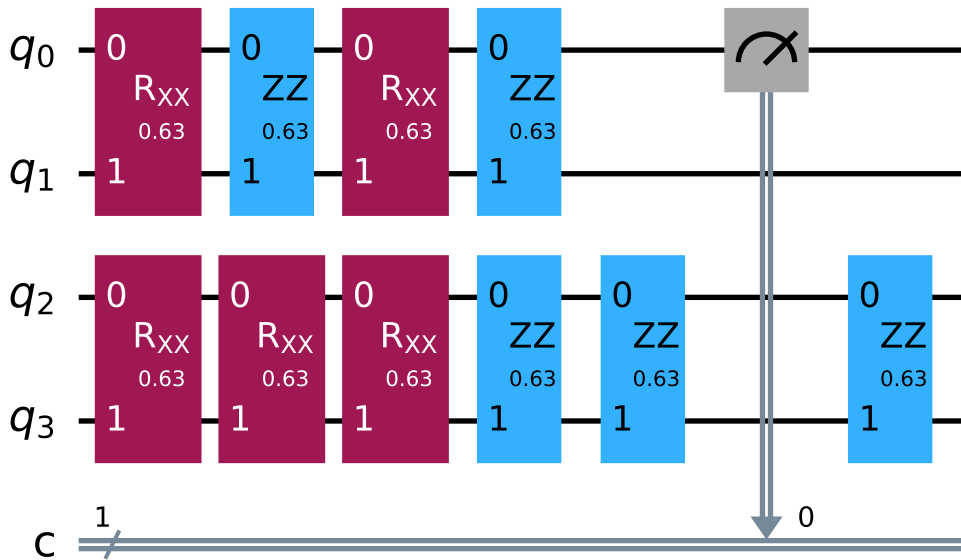 q0 0 0 0 0
RXX ZZ RXX ZZ
0.63 0.63 0.63 0.63
q1 1 1 1 1
q2 0 0 0 0 0 0
RXX RXX RXX ZZ ZZ ZZ
0.63 0.63 0.63 0.63 0.63 0.63
q3 1 1 1 1 1 1
1 0
c